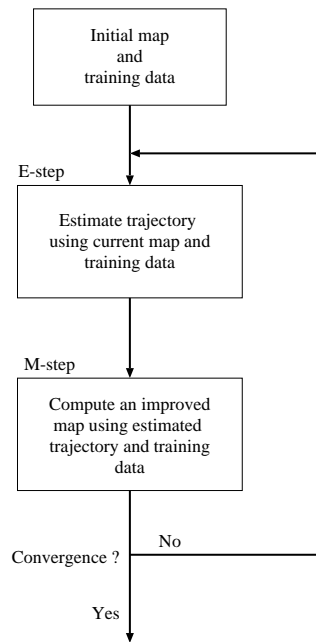 Initial map
and
training data
E-step
Estimate trajectory
using current map and
training data
M-step
Compute an improved
map using estimated
trajectory and training
data
No
Convergence ?
Yes